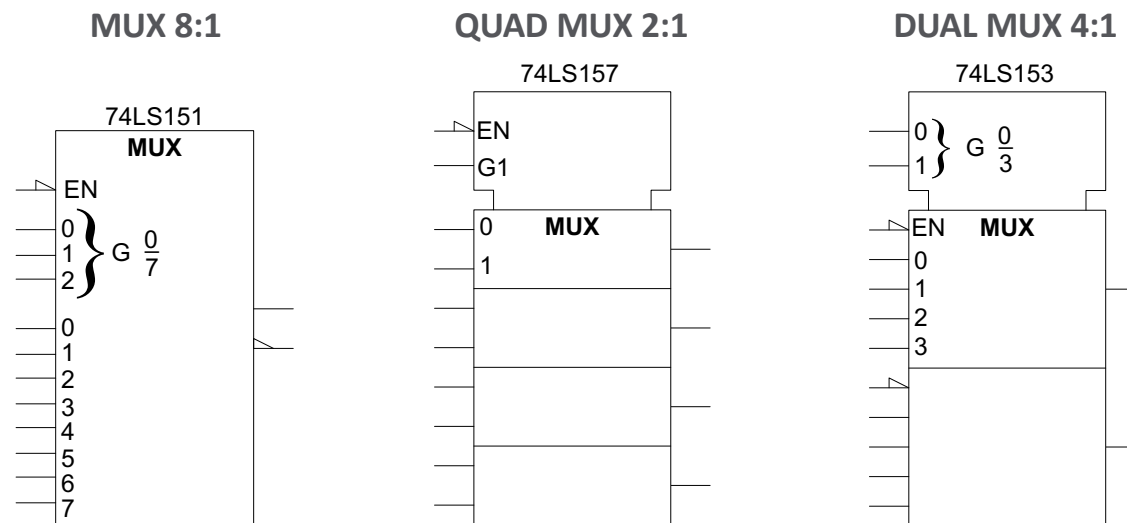 MUX 8:1
74LS151
MUX
EN
0
1
2
G 0/7
0
1
2
3
4
5
6
7
QUAD MUX 2:1
74LS157
EN
G1
MUX
0
1
DUAL MUX 4:1
74LS153
0
1
G 0/3
MUX
EN
0
1
2
3